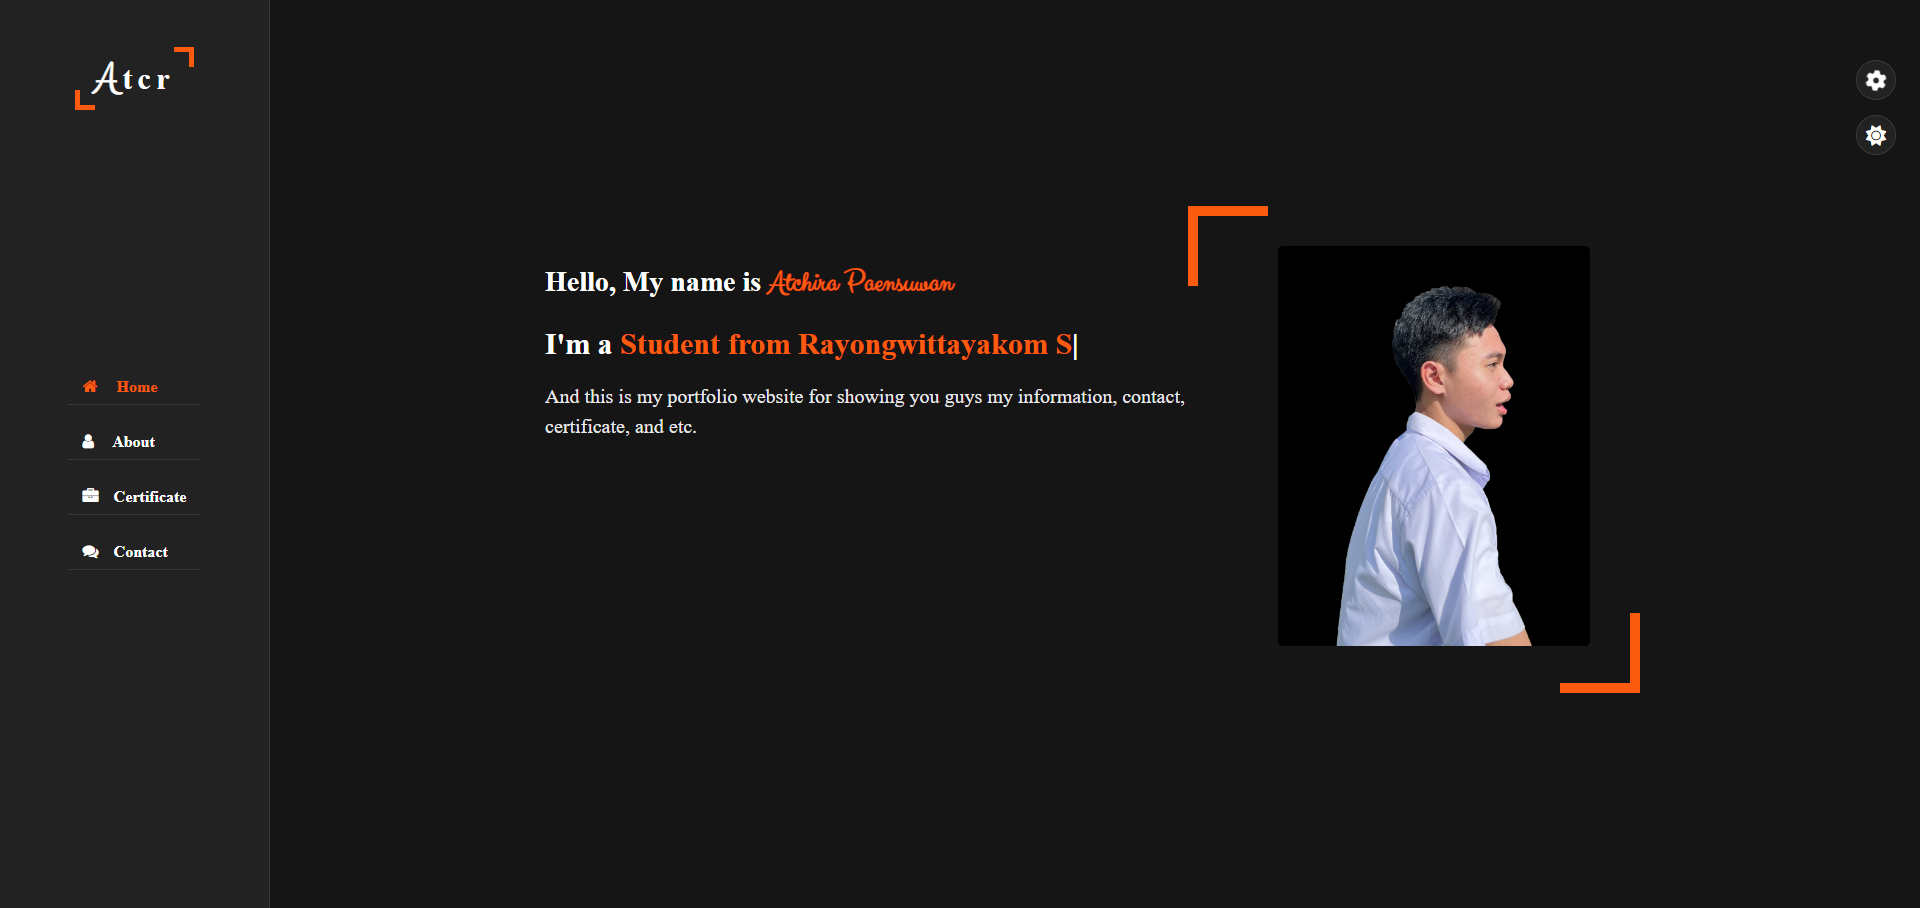 Atcr
Home
About
Certificate
Contact
Hello, My name is Atchira Paensuwan
I'm a Student from Rayongwittayakom S|
And this is my portfolio website for showing you guys my information, contact,
certificate, and etc.